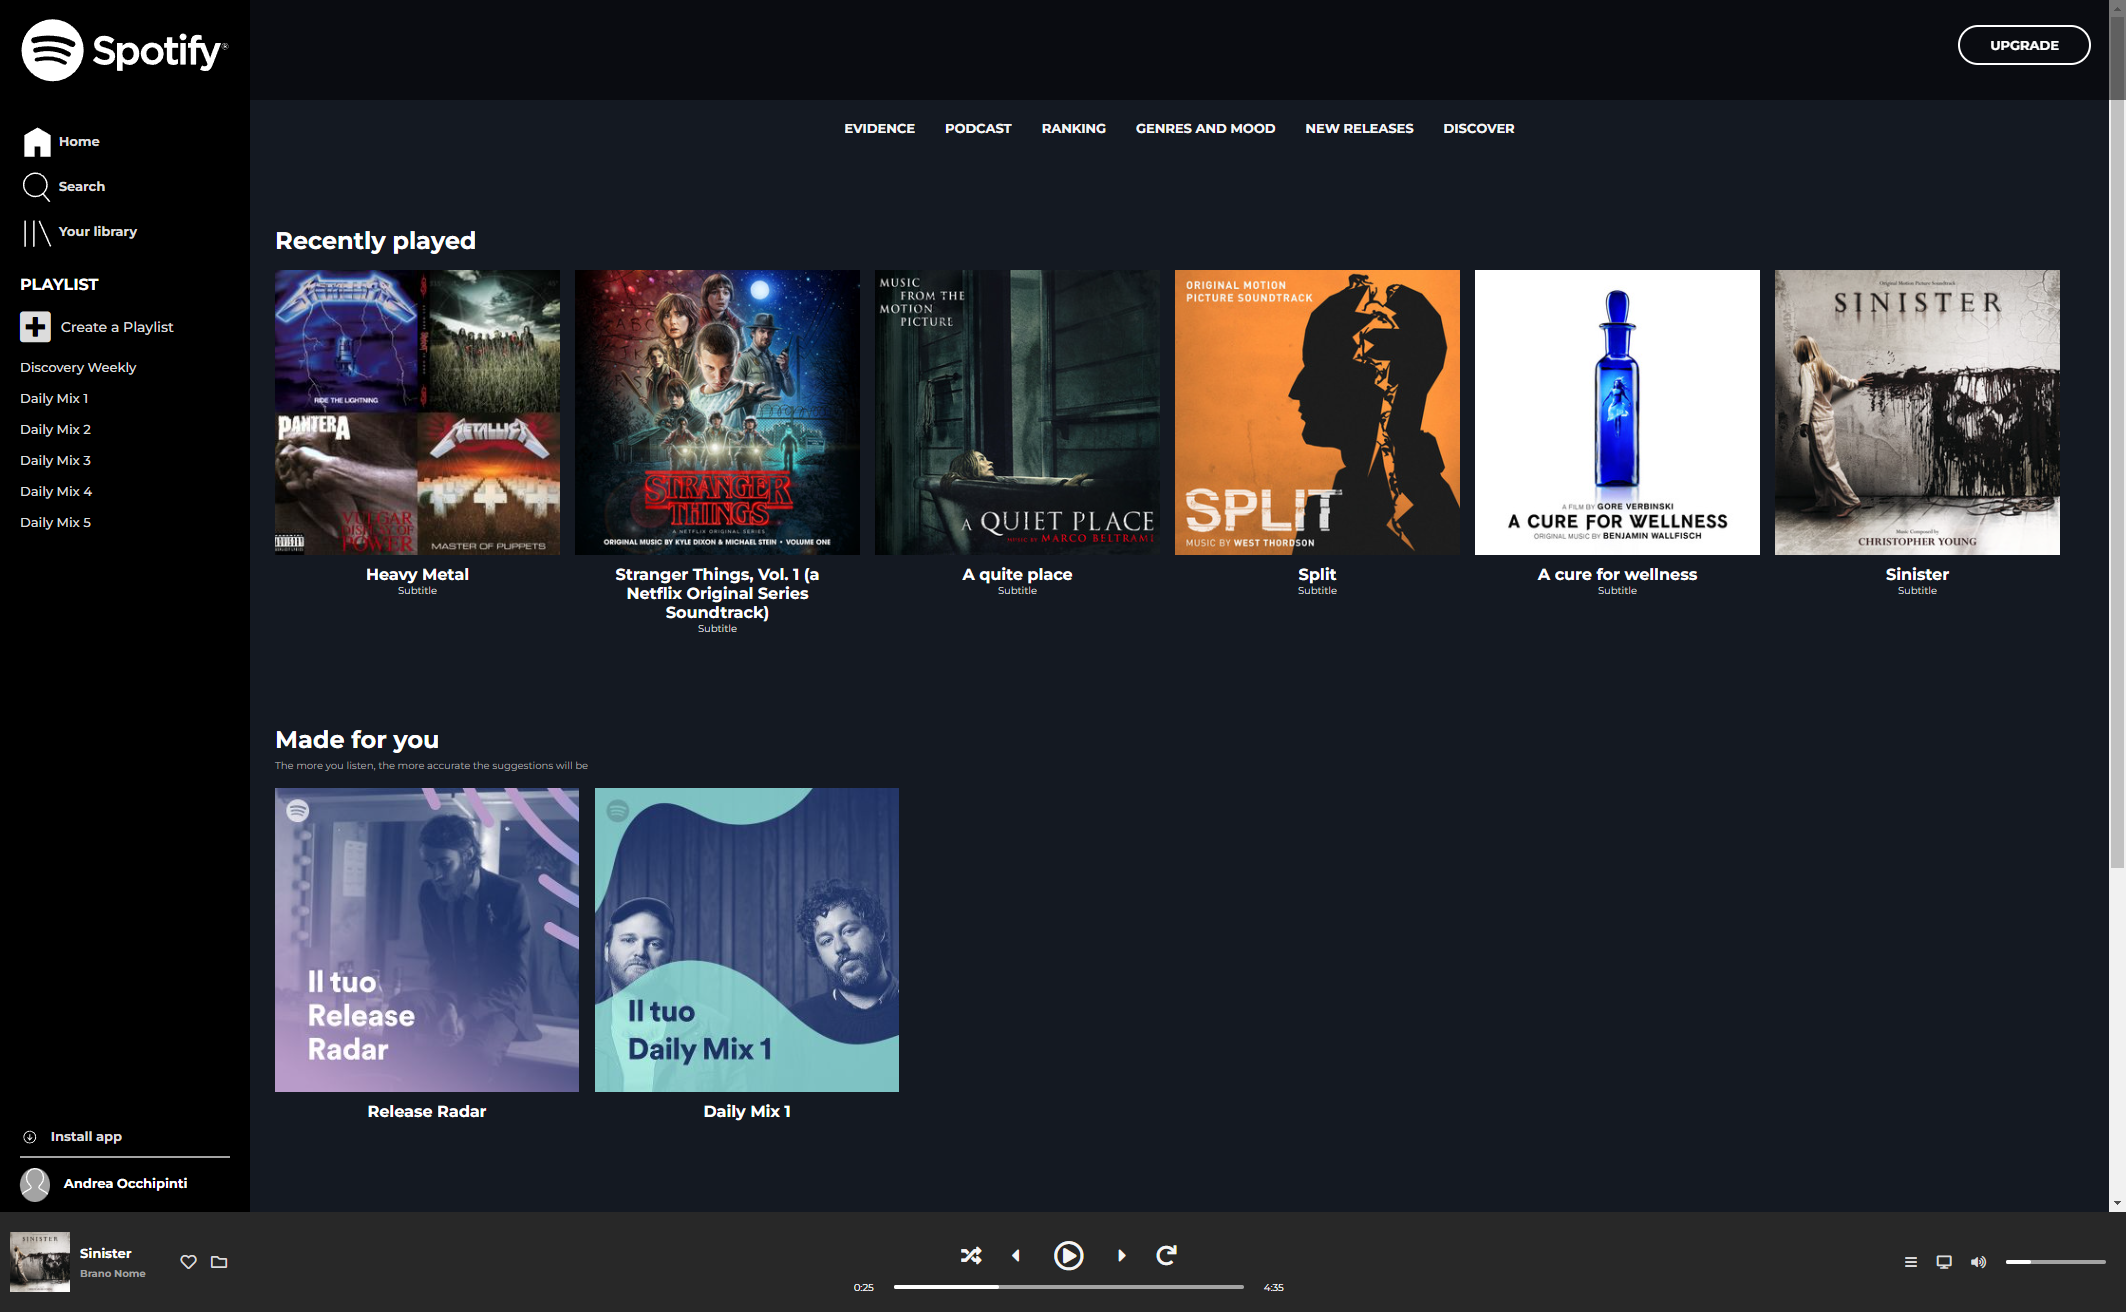 Spotify®
UPGRADE
Home
Search
Your library
PLAYLIST
Create a Playlist
Discovery Weekly
Daily Mix 1
Daily Mix 2
Daily Mix 3
Daily Mix 4
Daily Mix 5
Install app
Andrea Occhipinti
EVIDENCE PODCAST RANKING GENRES AND MOOD NEW RELEASES DISCOVER
Recently played
METALLICA
RIDE THE LIGHTNING
PANTERA
VULGAR
DISPLAY OF
POWER
METALLICA
MASTER OF PUPPETS
STRANGER
THINGS
A NETFLIX ORIGINAL SERIES
ORIGINAL MUSIC BY KYLE DIXON & MICHAEL STEIN • VOLUME ONE
MUSIC
FROM THE
MOTION
PICTURE
A QUIET PLACE
MUSIC BY MARCO BELTRAMI
ORIGINAL MOTION
PICTURE SOUNDTRACK
SPLIT
MUSIC BY WEST THORDSON
A FILM BY GORE VERBINSKI
A CURE FOR WELLNESS
ORIGINAL MUSIC BY BENJAMIN WALLFISCH
Original Motion Picture Soundtrack
SINISTER
Music Composed by
CHRISTOPHER YOUNG
Heavy Metal
Subtitle
Stranger Things, Vol. 1 (a
Netflix Original Series
Soundtrack)
Subtitle
A quite place
Subtitle
Split
Subtitle
A cure for wellness
Subtitle
Sinister
Subtitle
Made for you
The more you listen, the more accurate the suggestions will be
Il tuo
Release
Radar
Il tuo
Daily Mix 1
Release Radar
Daily Mix 1
SINISTER
Sinister
Brano Nome
0:25
4:35